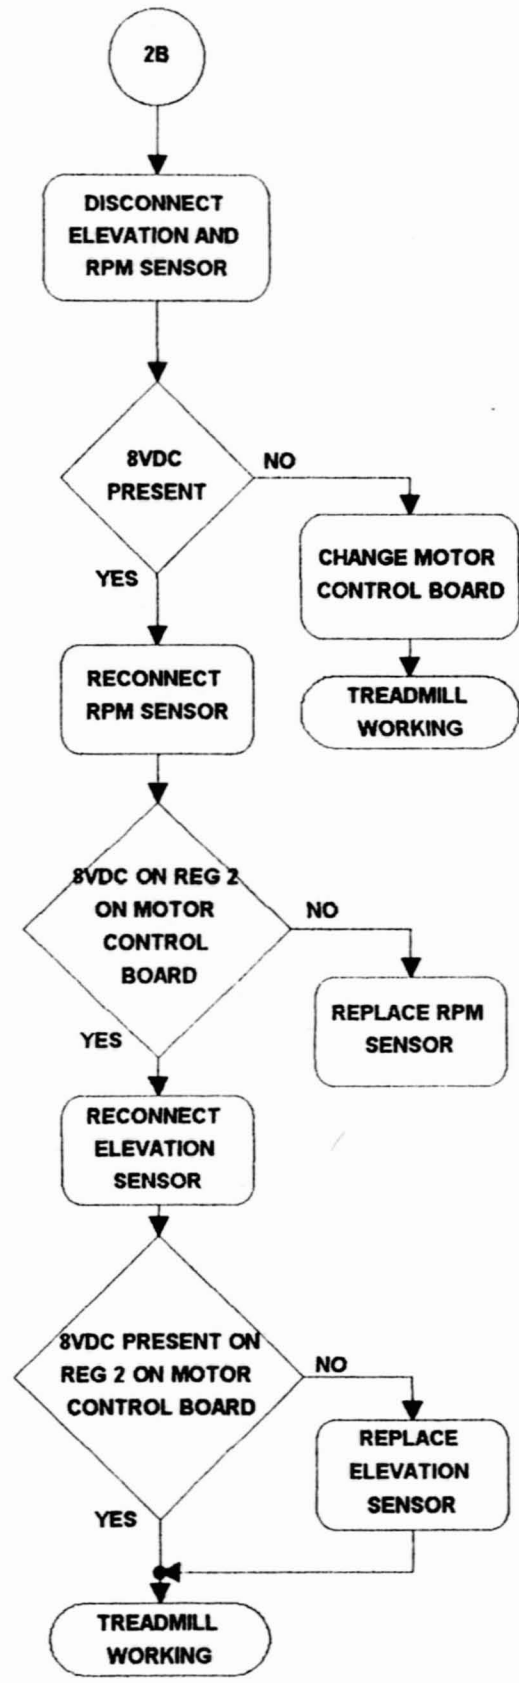 2B
DISCONNECT
ELEVATION AND
RPM SENSOR
8VDC
PRESENT
NO
YES
CHANGE MOTOR
CONTROL BOARD
RECONNECT
RPM SENSOR
TREADMILL
WORKING
8VDC ON REG 2
ON MOTOR
CONTROL
BOARD
NO
YES
REPLACE RPM
SENSOR
RECONNECT
ELEVATION
SENSOR
8VDC PRESENT ON
REG 2 ON MOTOR
CONTROL BOARD
NO
YES
REPLACE
ELEVATION
SENSOR
TREADMILL
WORKING